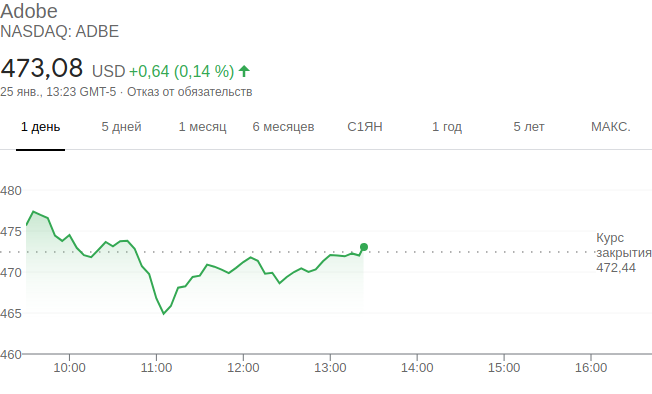 Adobe
NASDAQ: ADBE
473,08 USD +0,64 (0,14 %)
25 янв., 13:23 GMT-5 · Отказ от обязательств
1 день 5 дней 1 месяц 6 месяцев С1ЯН 1 год 5 лет МАКС.
480
475
470
465
460
Курс
закрытия
472,44
10:00 11:00 12:00 13:00 14:00 15:00 16:00